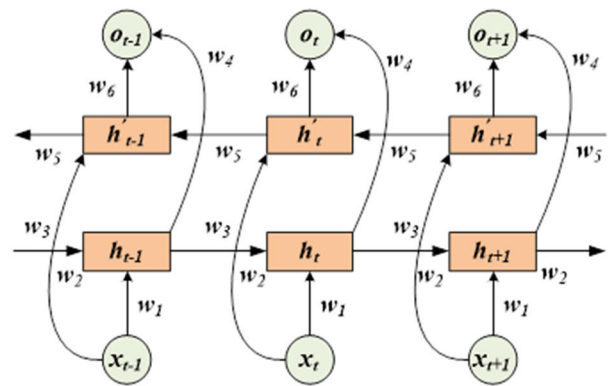 o_{t-1} o_t o_{t+1}
w_4 w_4 w_4
w_6 w_6 w_6
h'_{t-1} h'_t h'_{t+1}
w_5 w_5 w_5 w_5
w_3 w_3 w_3
h_{t-1} h_t h_{t+1}
w_2 w_2 w_2 w_2
w_1 w_1 w_1
x_{t-1} x_t x_{t+1}